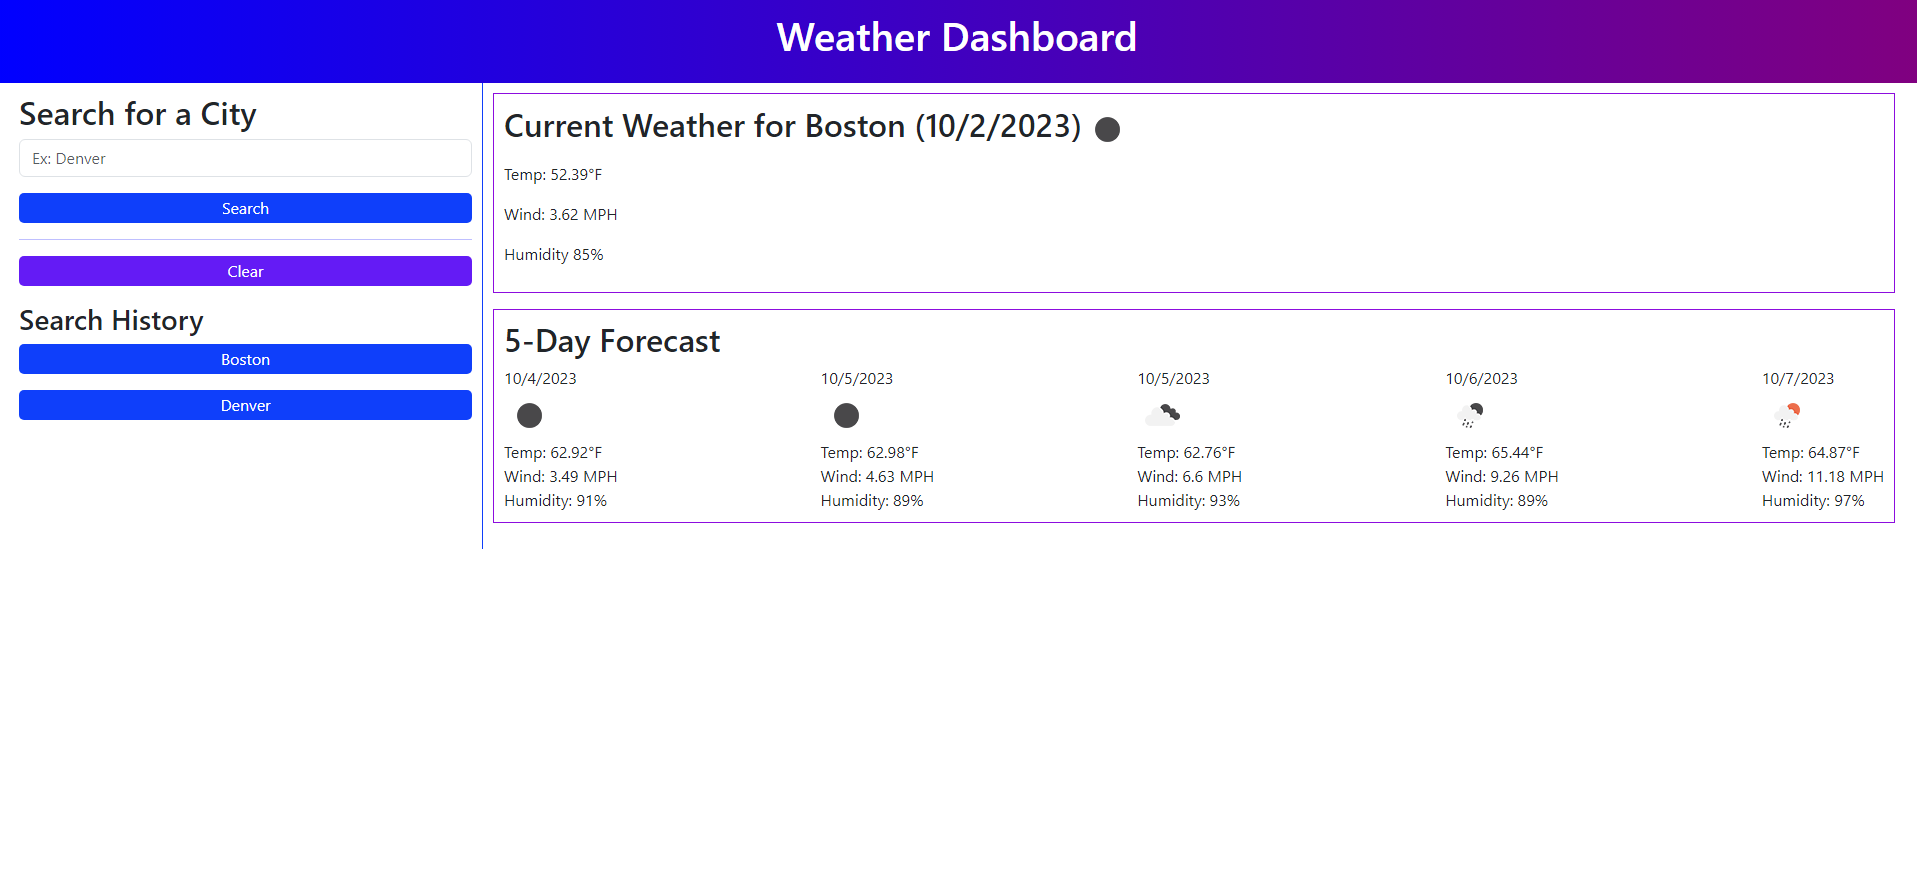 Weather Dashboard
Search for a City
Ex: Denver
Search
Clear
Search History
Boston
Denver
Current Weather for Boston (10/2/2023)
Temp: 52.39°F
Wind: 3.62 MPH
Humidity 85%
5-Day Forecast
10/4/2023
Temp: 62.92°F
Wind: 3.49 MPH
Humidity: 91%
10/5/2023
Temp: 62.98°F
Wind: 4.63 MPH
Humidity: 89%
10/5/2023
Temp: 62.76°F
Wind: 6.6 MPH
Humidity: 93%
10/6/2023
Temp: 65.44°F
Wind: 9.26 MPH
Humidity: 89%
10/7/2023
Temp: 64.87°F
Wind: 11.18 MPH
Humidity: 97%